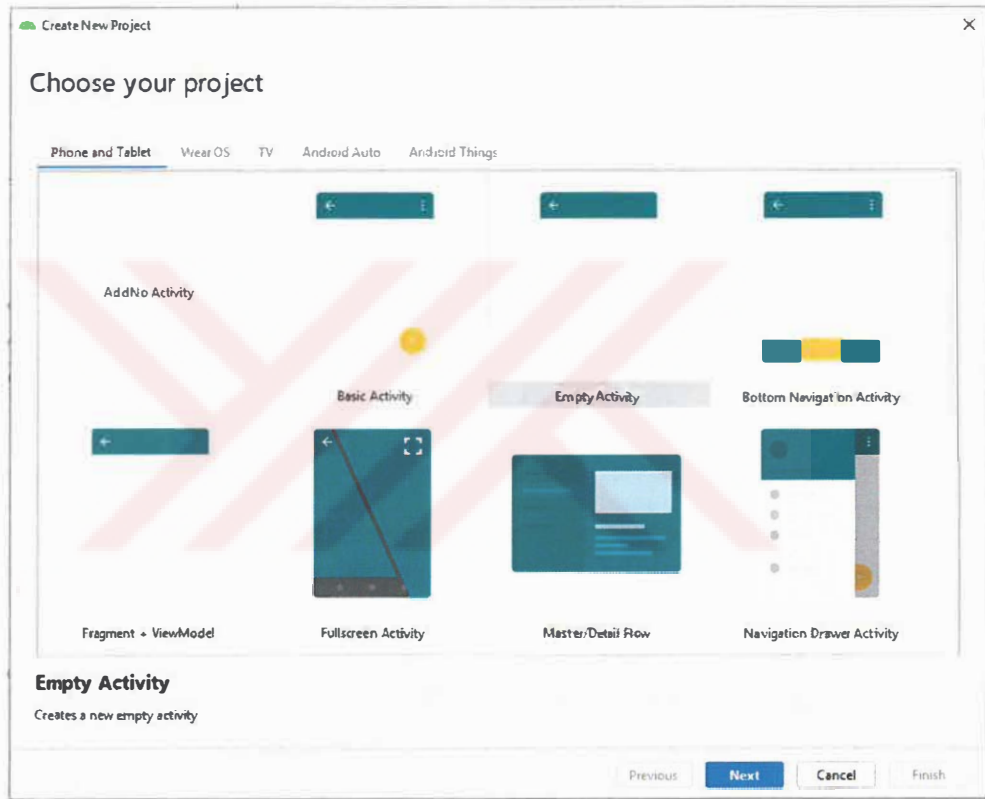 Create New Project
Choose your project
Phone and Tablet Wear OS TV Android Auto Android Things
Add No Activity
Basic Activity Empty Activity Bottom Navigation Activity
Fragment + ViewModel Fullscreen Activity Master/Detail Flow Navigation Drawer Activity
Empty Activity
Creates a new empty activity
Previous Next Cancel Finish